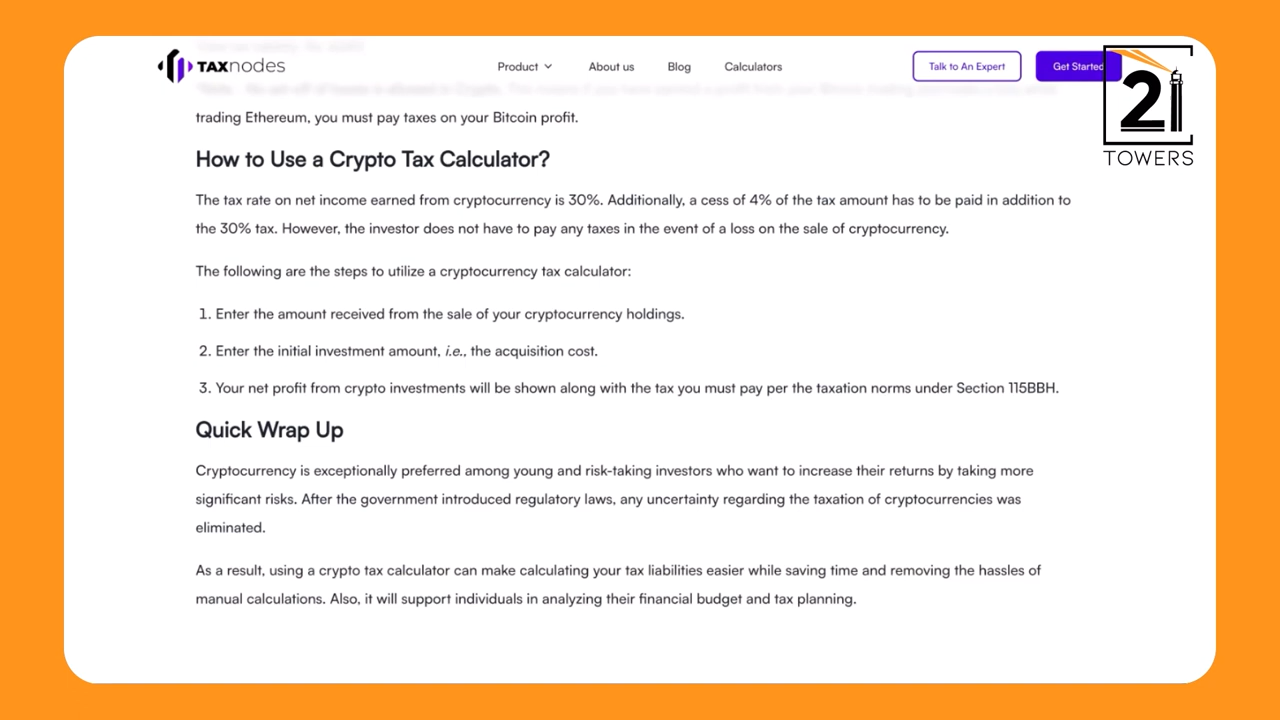 TAXnodes
Product
About us
Blog
Calculators
Talk to An Expert
Get Started
21
TOWERS
trading Ethereum, you must pay taxes on your Bitcoin profit.
How to Use a Crypto Tax Calculator?
The tax rate on net income earned from cryptocurrency is 30%. Additionally, a cess of 4% of the tax amount has to be paid in addition to
the 30% tax. However, the investor does not have to pay any taxes in the event of a loss on the sale of cryptocurrency.
The following are the steps to utilize a cryptocurrency tax calculator:
1. Enter the amount received from the sale of your cryptocurrency holdings.
2. Enter the initial investment amount, i.e., the acquisition cost.
3. Your net profit from crypto investments will be shown along with the tax you must pay per the taxation norms under Section 115BBH.
Quick Wrap Up
Cryptocurrency is exceptionally preferred among young and risk-taking investors who want to increase their returns by taking more
significant risks. After the government introduced regulatory laws, any uncertainty regarding the taxation of cryptocurrencies was
eliminated.
As a result, using a crypto tax calculator can make calculating your tax liabilities easier while saving time and removing the hassles of
manual calculations. Also, it will support individuals in analyzing their financial budget and tax planning.